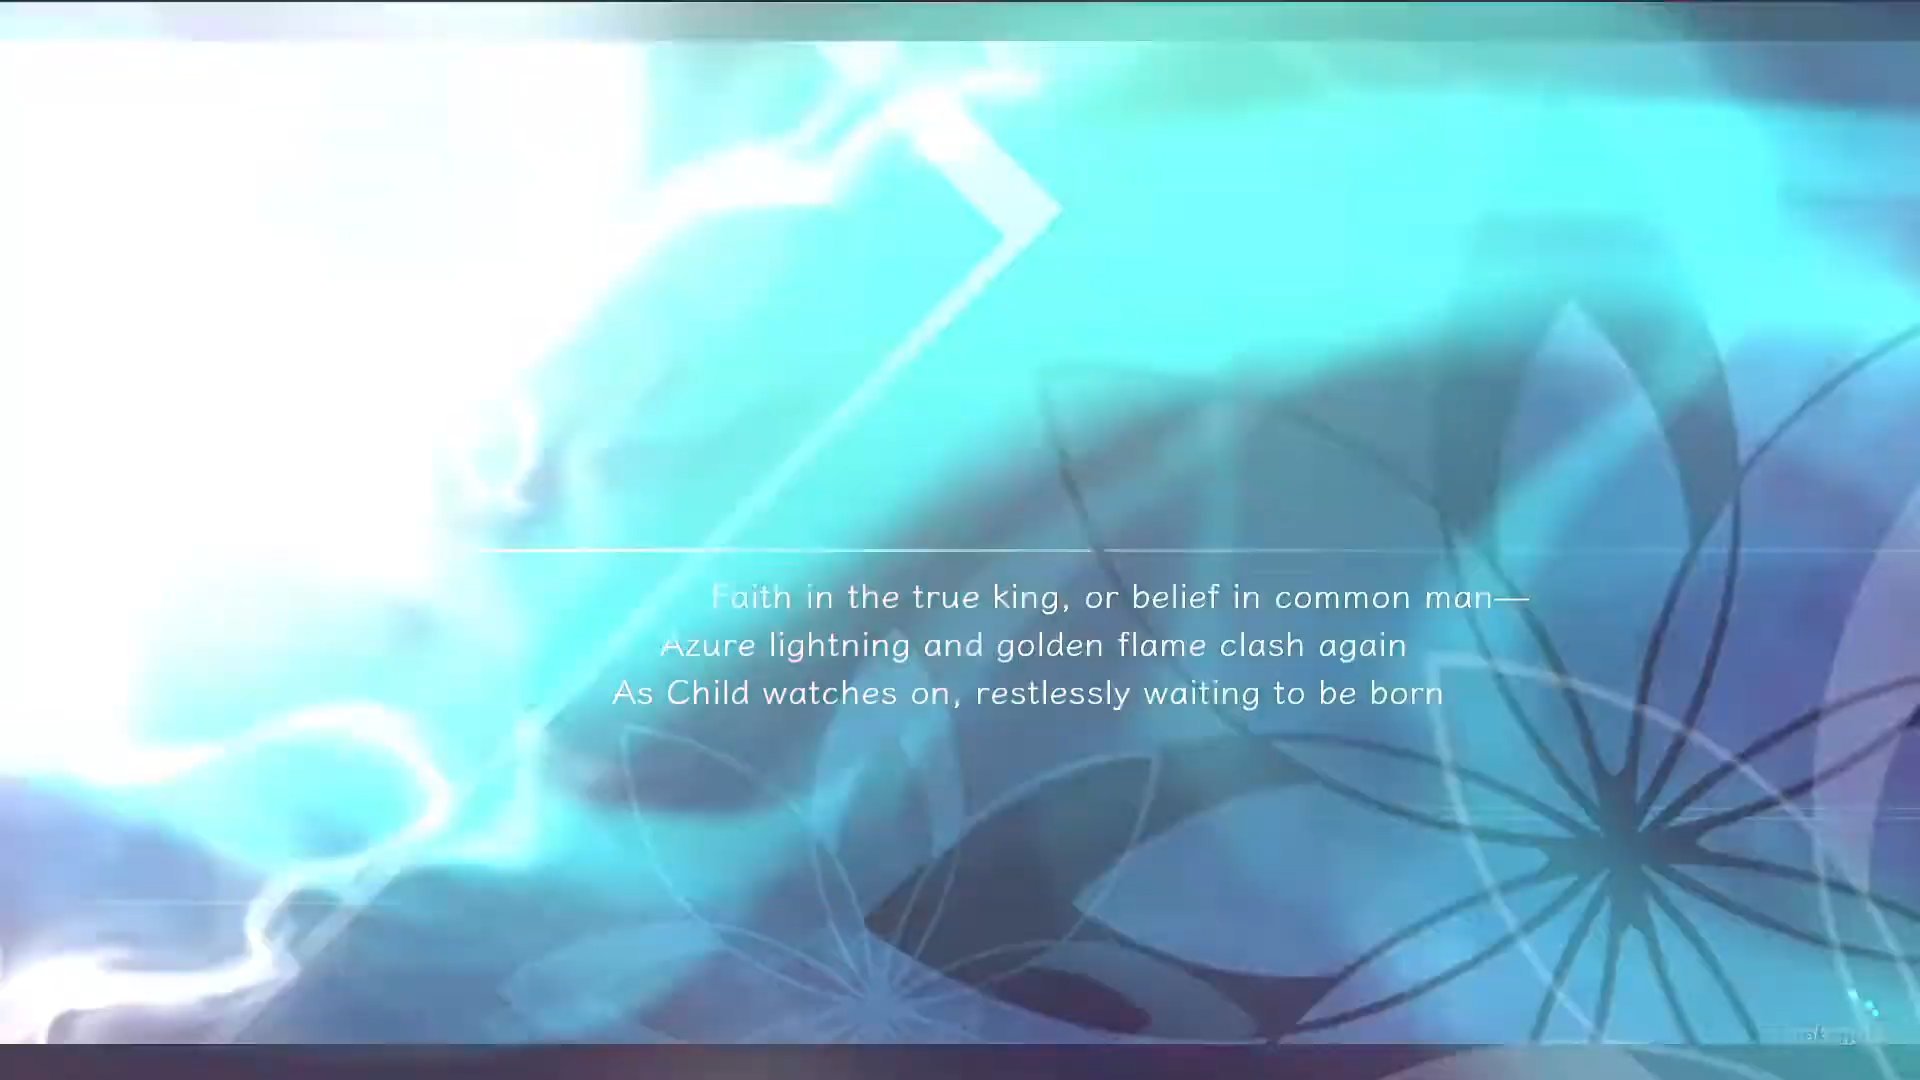 Faith in the true king, or belief in common man—
Azure lightning and golden flame clash again
As Child watches on, restlessly waiting to be born